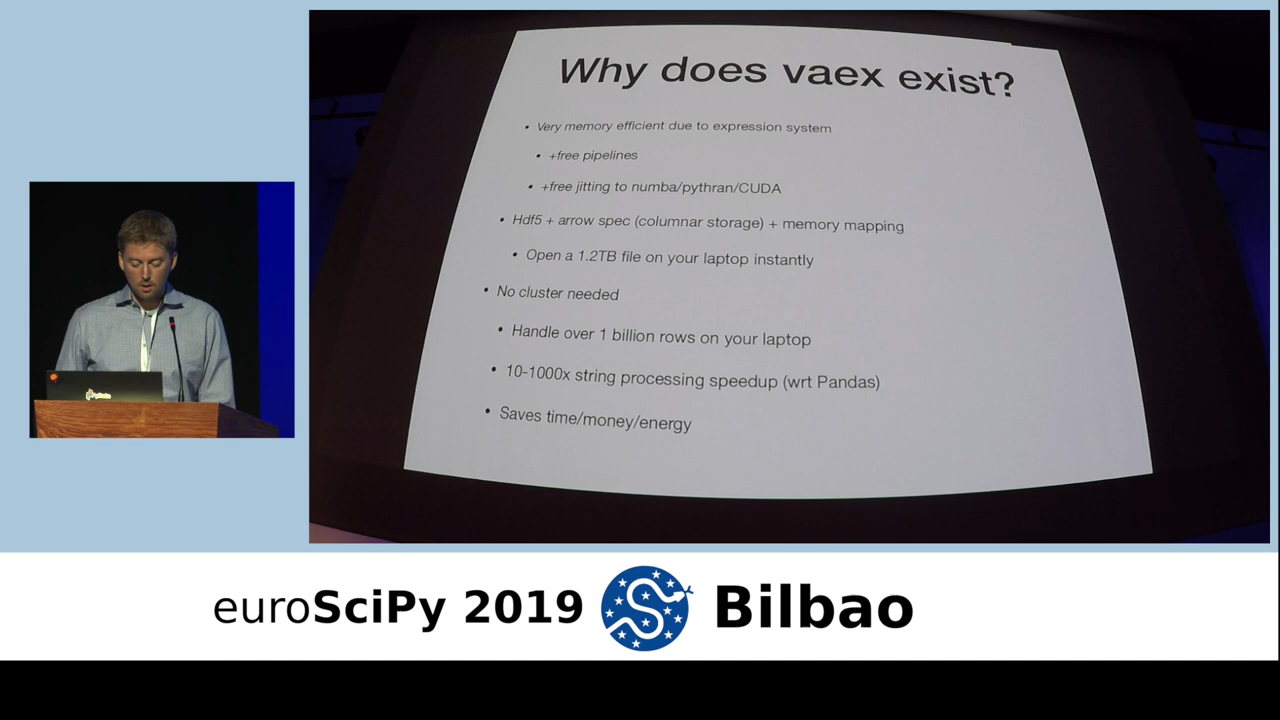 Why does vaex exist?
• Very memory efficient due to expression system
• +free pipelines
• +free jitting to numba/pythran/CUDA
• Hdf5 + arrow spec (columnar storage) + memory mapping
• Open a 1.2TB file on your laptop instantly
• No cluster needed
• Handle over 1 billion rows on your laptop
• 10-1000x string processing speedup (wrt Pandas)
• Saves time/money/energy
euroSciPy 2019 Bilbao